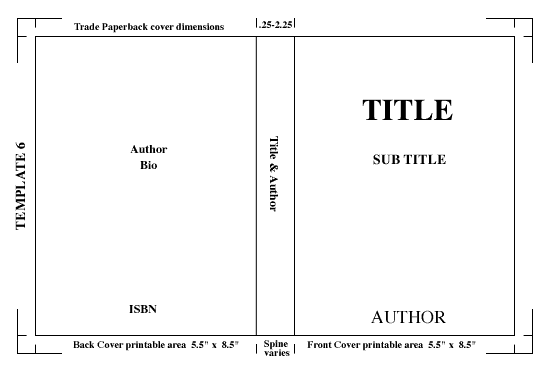 Trade Paperback cover dimensions
.25-2.25
TEMPLATE 6
Author
Bio
ISBN
Title & Author
TITLE
SUB TITLE
AUTHOR
Back Cover printable area 5.5" x 8.5"
Spine
varies
Front Cover printable area 5.5" x 8.5"